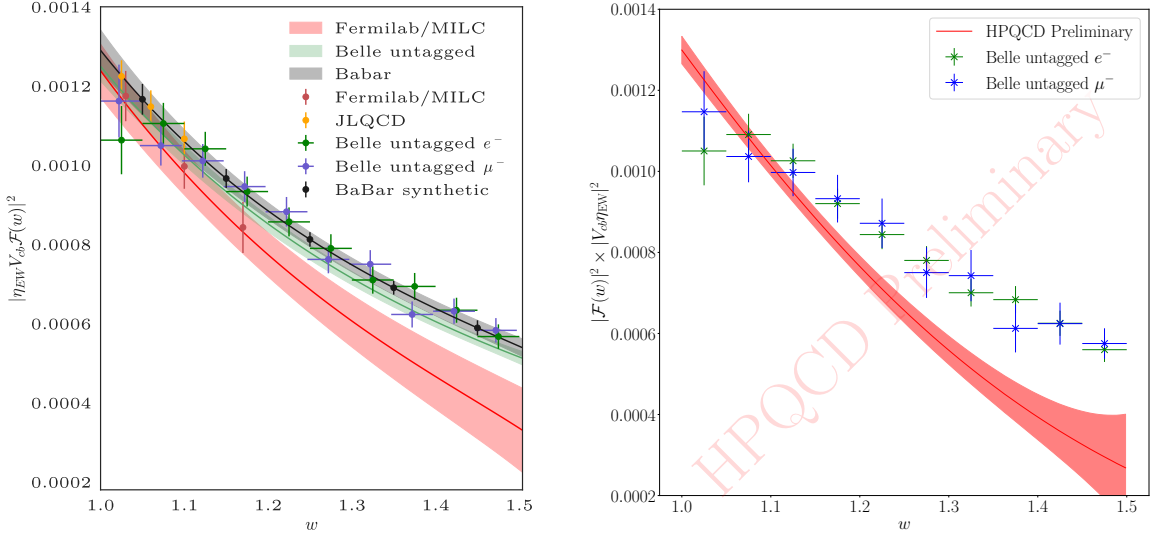 0.0014
0.0012
0.0010
0.0008
0.0006
0.0004
0.0002
|η_EW V_cb F(w)|²
Fermilab/MILC
Belle untagged
Babar
Fermilab/MILC
JLQCD
Belle untagged e⁻
Belle untagged μ⁻
BaBar synthetic
1.0 1.1 1.2 1.3 1.4 1.5
w
0.0014
0.0012
0.0010
0.0008
0.0006
0.0004
0.0002
|F(w)|² × |V_cb η_EW|²
HPQCD Preliminary
Belle untagged e⁻
Belle untagged μ⁻
HPQCD Preliminary
1.0 1.1 1.2 1.3 1.4 1.5
w